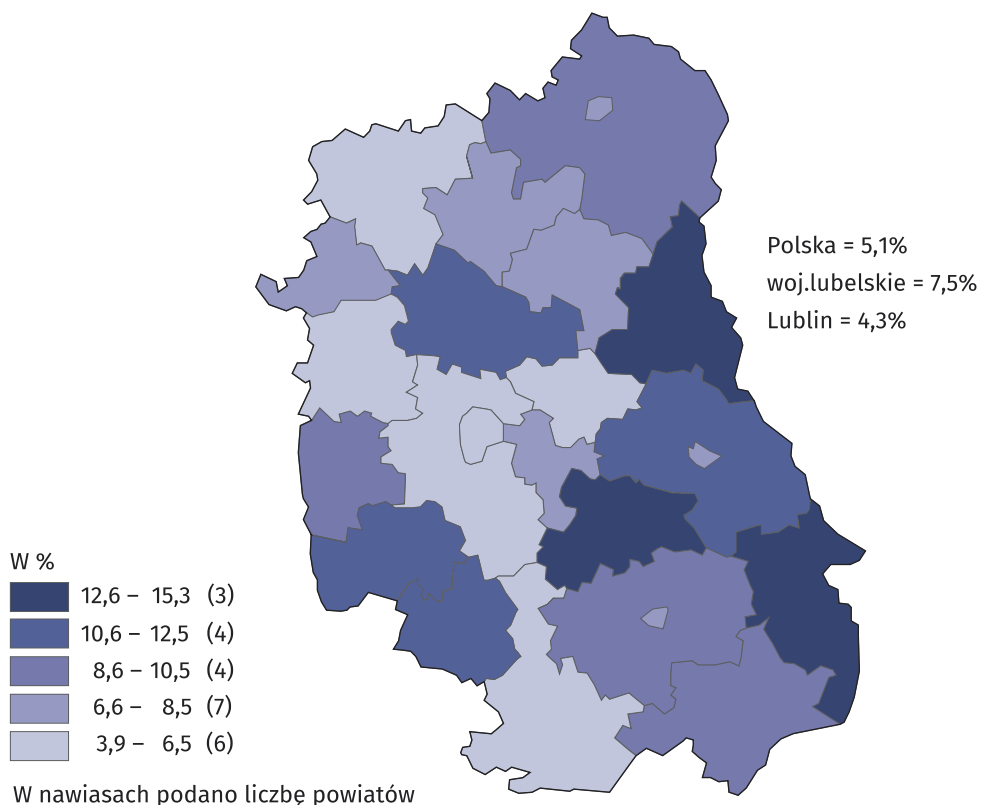 Polska = 5,1%
woj.lubelskie = 7,5%
Lublin = 4,3%
W %
12,6 – 15,3 (3)
10,6 – 12,5 (4)
8,6 – 10,5 (4)
6,6 – 8,5 (7)
3,9 – 6,5 (6)
W nawiasach podano liczbę powiatów